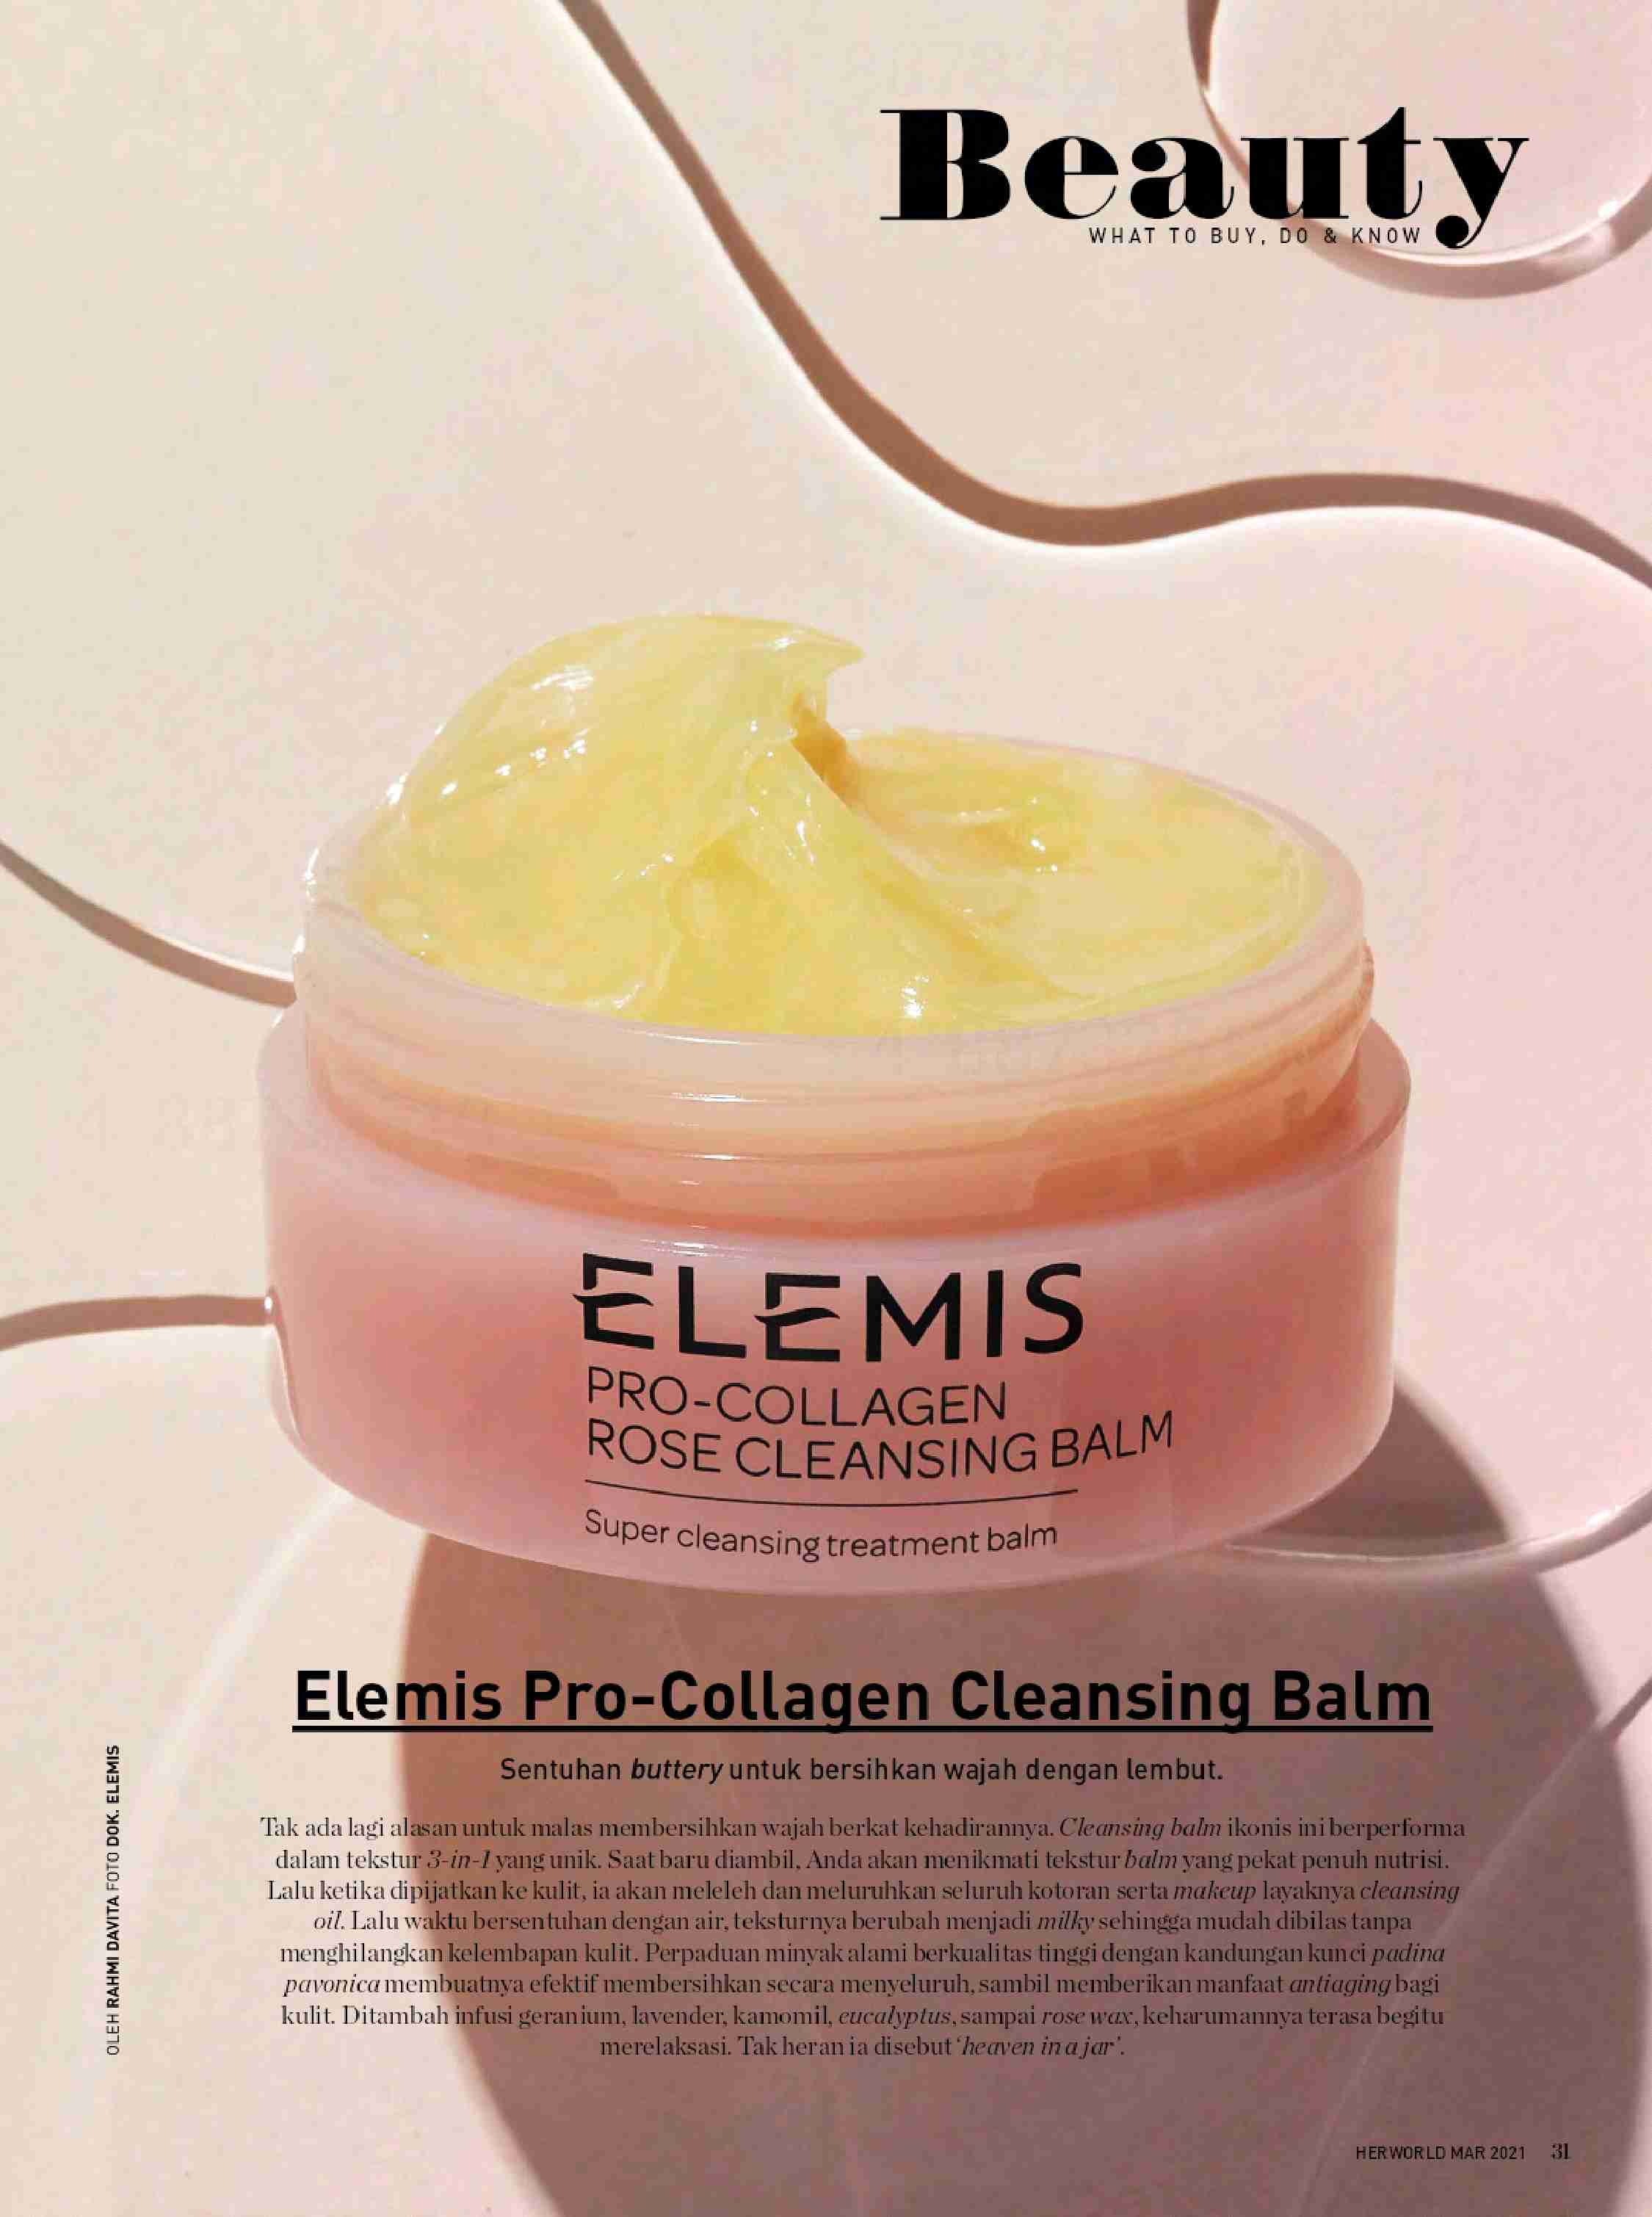 Beauty
WHAT TO BUY, DO & KNOW
ELEMIS
PRO-COLLAGEN
ROSE CLEANSING BALM
Super cleansing treatment balm
Elemis Pro-Collagen Cleansing Balm
Sentuhan buttery untuk bersihkan wajah dengan lembut.
Tak ada lagi alasan untuk malas membersihkan wajah berkat kehadirannya. Cleansing balm ikonis ini berperforma
dalam tekstur 3-in-1 yang unik. Saat baru diambil, Anda akan menikmati tekstur balm yang pekat penuh nutrisi.
Lalu ketika dipijatkan ke kulit, ia akan meleleh dan meluruhkan seluruh kotoran serta makeup layaknya cleansing
oil. Lalu waktu bersentuhan dengan air, teksturnya berubah menjadi milky sehingga mudah dibilas tanpa
menghilangkan kelembapan kulit. Perpaduan minyak alami berkualitas tinggi dengan kandungan kunci padina
pavonica membuatnya efektif membersihkan secara menyeluruh, sambil memberikan manfaat antiaging bagi
kulit. Ditambah infusi geranium, lavender, kamomil, eucalyptus, sampai rose wax, keharumannya terasa begitu
merelaksasi. Tak heran ia disebut 'heaven in a jar'.
OLEH RAHMI DAVITA FOTO DOK. ELEMIS
HERWORLD MAR 2021 31